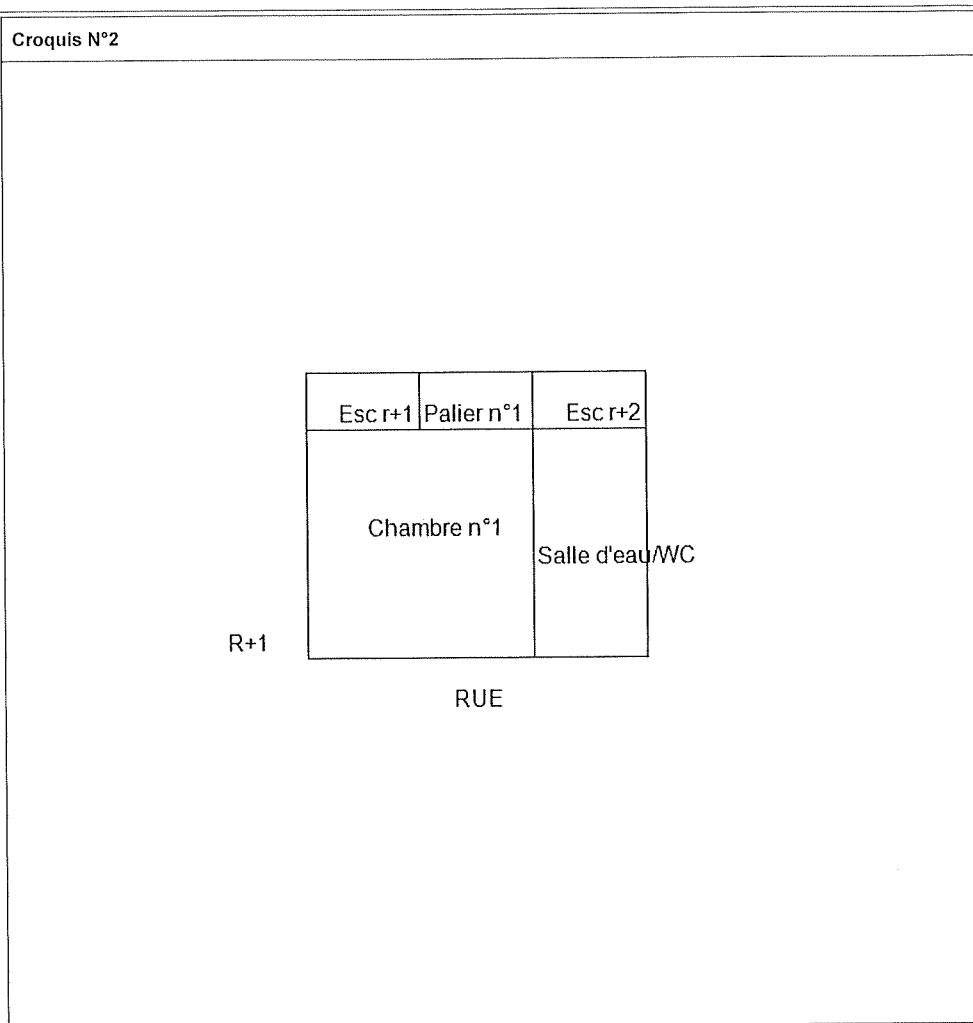 Croquis N°2
Esc r+1 Palier n°1 Esc r+2
Chambre n°1
Salle d'eau/WC
R+1
RUE